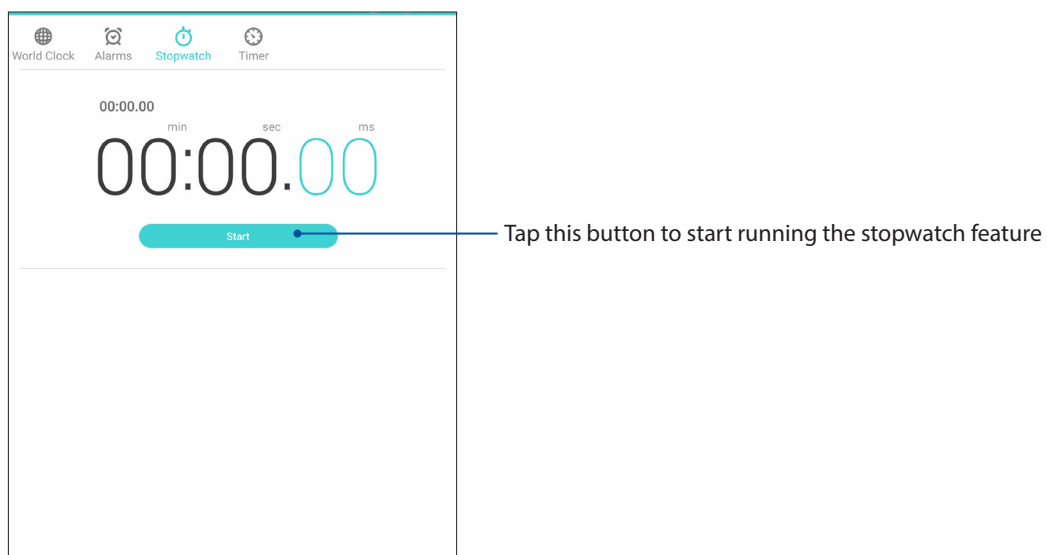 World Clock Alarms Stopwatch Timer
00:00.00
min sec ms
00:00.00
Start
Tap this button to start running the stopwatch feature